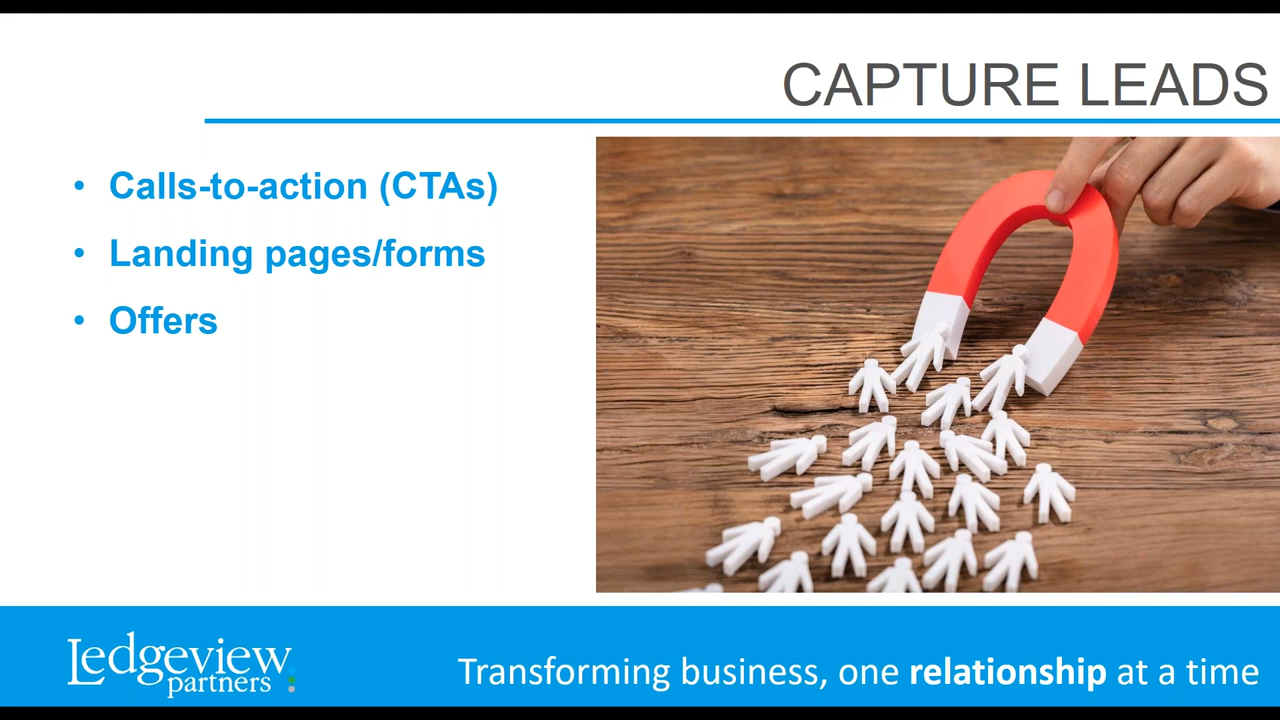 CAPTURE LEADS
• Calls-to-action (CTAs)
• Landing pages/forms
• Offers
Ledgeview
partners
Transforming business, one relationship at a time